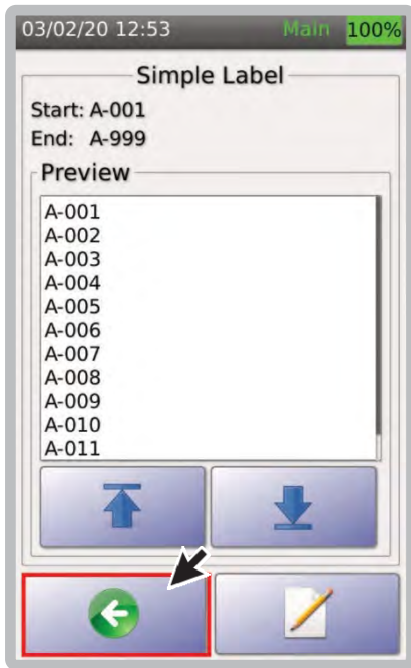 03/02/20 12:53 Main 100%
Simple Label
Start: A-001
End: A-999
Preview
A-001
A-002
A-003
A-004
A-005
A-006
A-007
A-008
A-009
A-010
A-011